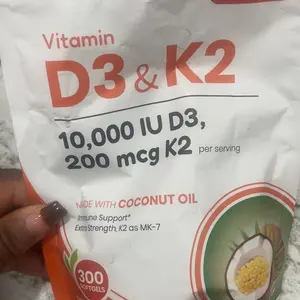 Vitamin
D3 & K2
10,000 IU D3,
200 mcg K2 per serving
MADE WITH COCONUT OIL
Immune Support*
Extra Strength, K2 as MK-7
300
SOFTGELS